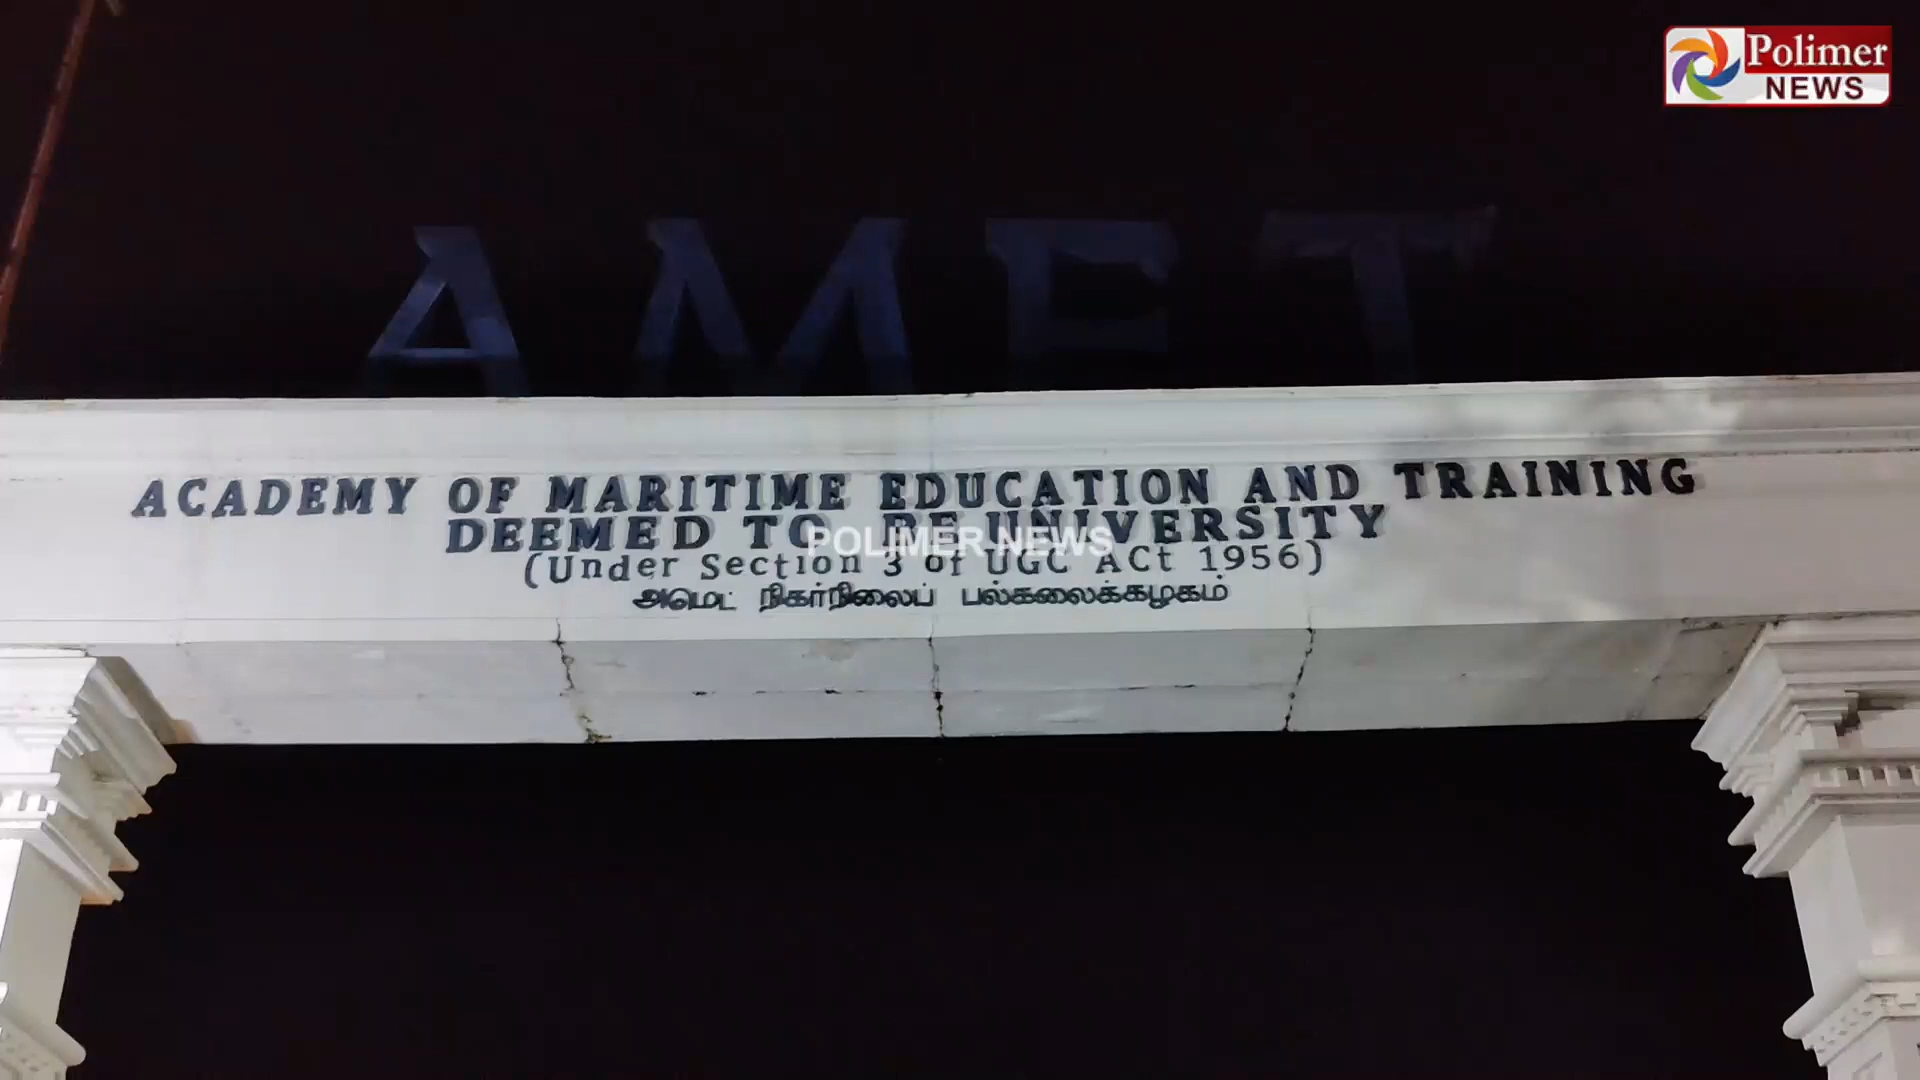 Polimer
NEWS
AMET
ACADEMY OF MARITIME EDUCATION AND TRAINING
DEEMED TO BE UNIVERSITY
POLIMER NEWS
(Under Section 3 of UGC ACt 1956)
அமெட் நிகர்நிலைப் பல்கலைக்கழகம்